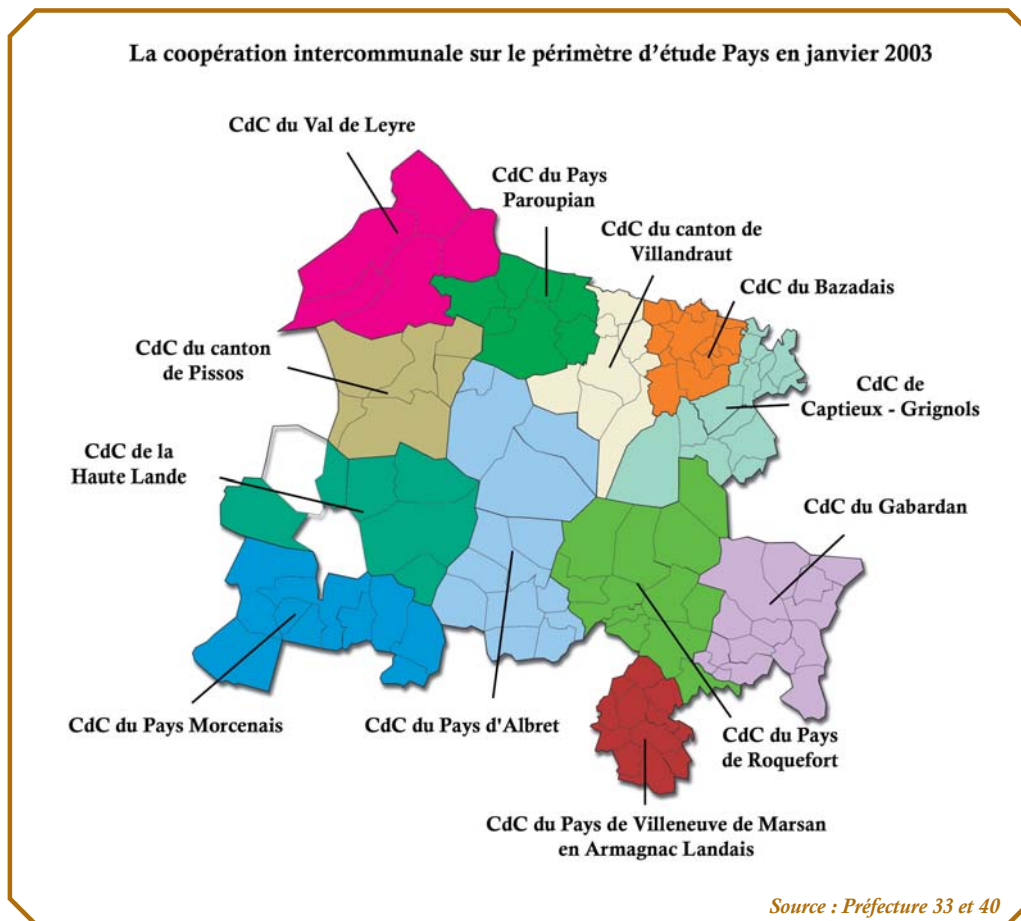 La coopération intercommunale sur le périmètre d'étude Pays en janvier 2003
CdC du Val de Leyre
CdC du Pays
Paroupian
CdC du canton de
Villandraut
CdC du Bazadais
CdC du canton
de Pissos
CdC de
Captieux - Grignols
CdC de la
Haute Lande
CdC du Gabardan
CdC du Pays Morcenais
CdC du Pays d'Albret
CdC du Pays
de Roquefort
CdC du Pays de Villeneuve de Marsan
en Armagnac Landais
Source : Préfecture 33 et 40